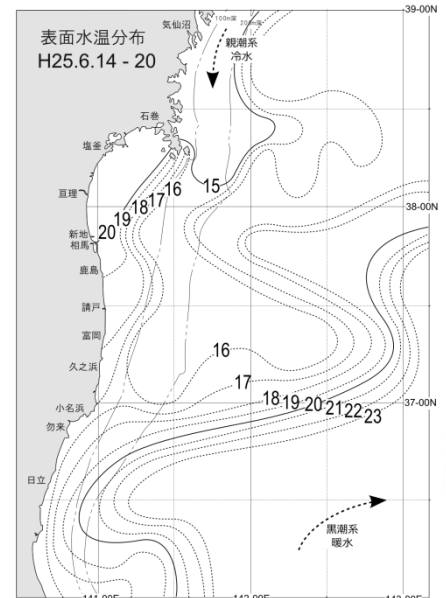 表面水温分布
H25.6.14 - 20
気仙沼
100m深
200m深
39-00N
親潮系
冷水
石巻
塩釜
亘理
16
15
17
18
19
20
38-00N
新地
相馬
鹿島
請戸
富岡
16
久之浜
17
18
19
20
21
22
23
37-00N
小名浜
勿来
日立
黒潮系
暖水